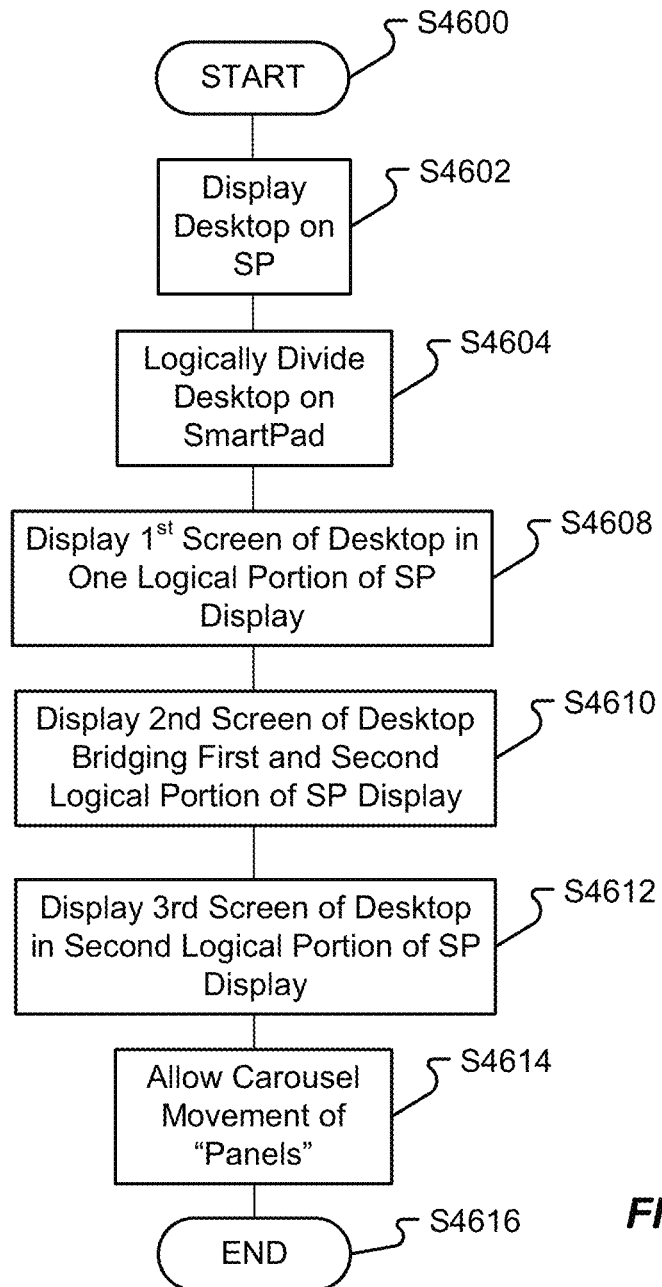 S4600
START
S4602
Display
Desktop on
SP
S4604
Logically Divide
Desktop on
SmartPad
S4608
Display 1st Screen of Desktop in
One Logical Portion of SP
Display
S4610
Display 2nd Screen of Desktop
Bridging First and Second
Logical Portion of SP Display
S4612
Display 3rd Screen of Desktop
in Second Logical Portion of SP
Display
S4614
Allow Carousel
Movement of
“Panels”
S4616
END